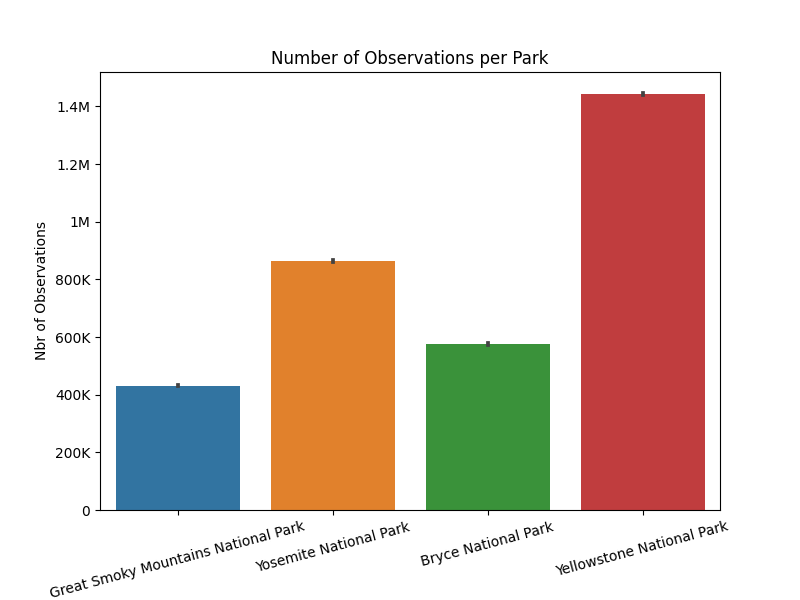 Number of Observations per Park
Nbr of Observations
1.4M
1.2M
1M
800K
600K
400K
200K
0
Great Smoky Mountains National Park
Yosemite National Park
Bryce National Park
Yellowstone National Park